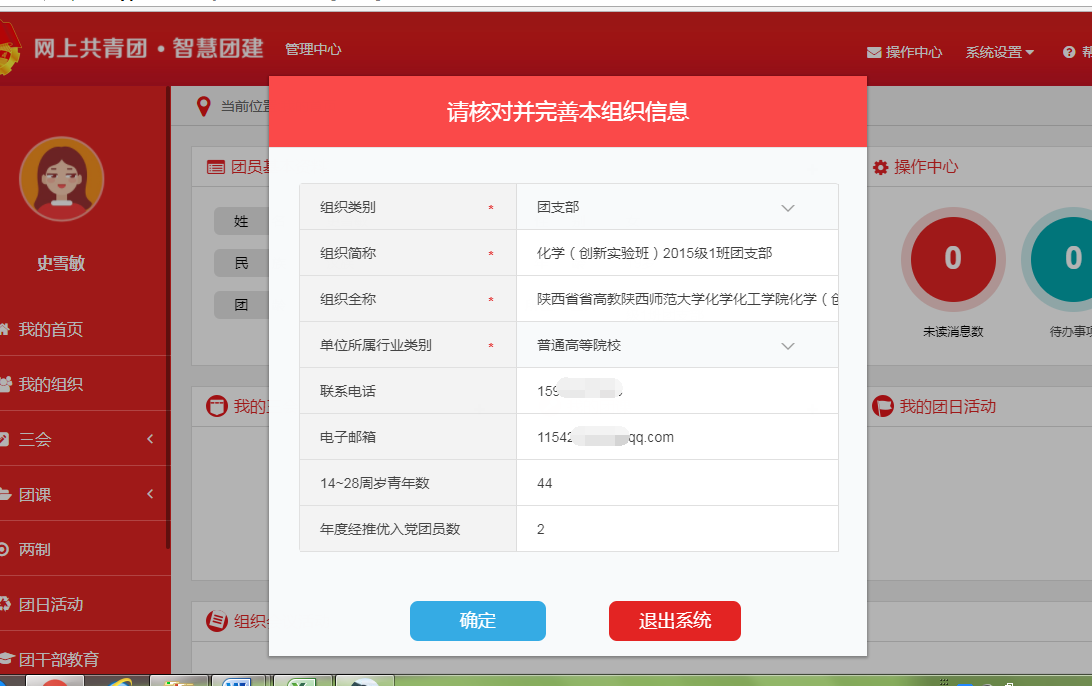 网上共青团·智慧团建 管理中心 操作中心 系统设置
当前位置
请核对并完善本组织信息
团员基
操作中心
组织类别 * 团支部
姓
组织简称 * 化学（创新实验班）2015级1班团支部
民
0 0
史雪敏
组织全称 * 陕西省省高教陕西师范大学化学化工学院化学（创
团
我的首页
未读消息数 待办事项
单位所属行业类别 * 普通高等院校
我的组织
联系电话 159
我的三
我的团日活动
三会
电子邮箱 11542 qq.com
14~28周岁青年数 44
团课
年度经推优入党团员数 2
两制
团日活动
组织
确定 退出系统
团干部教育